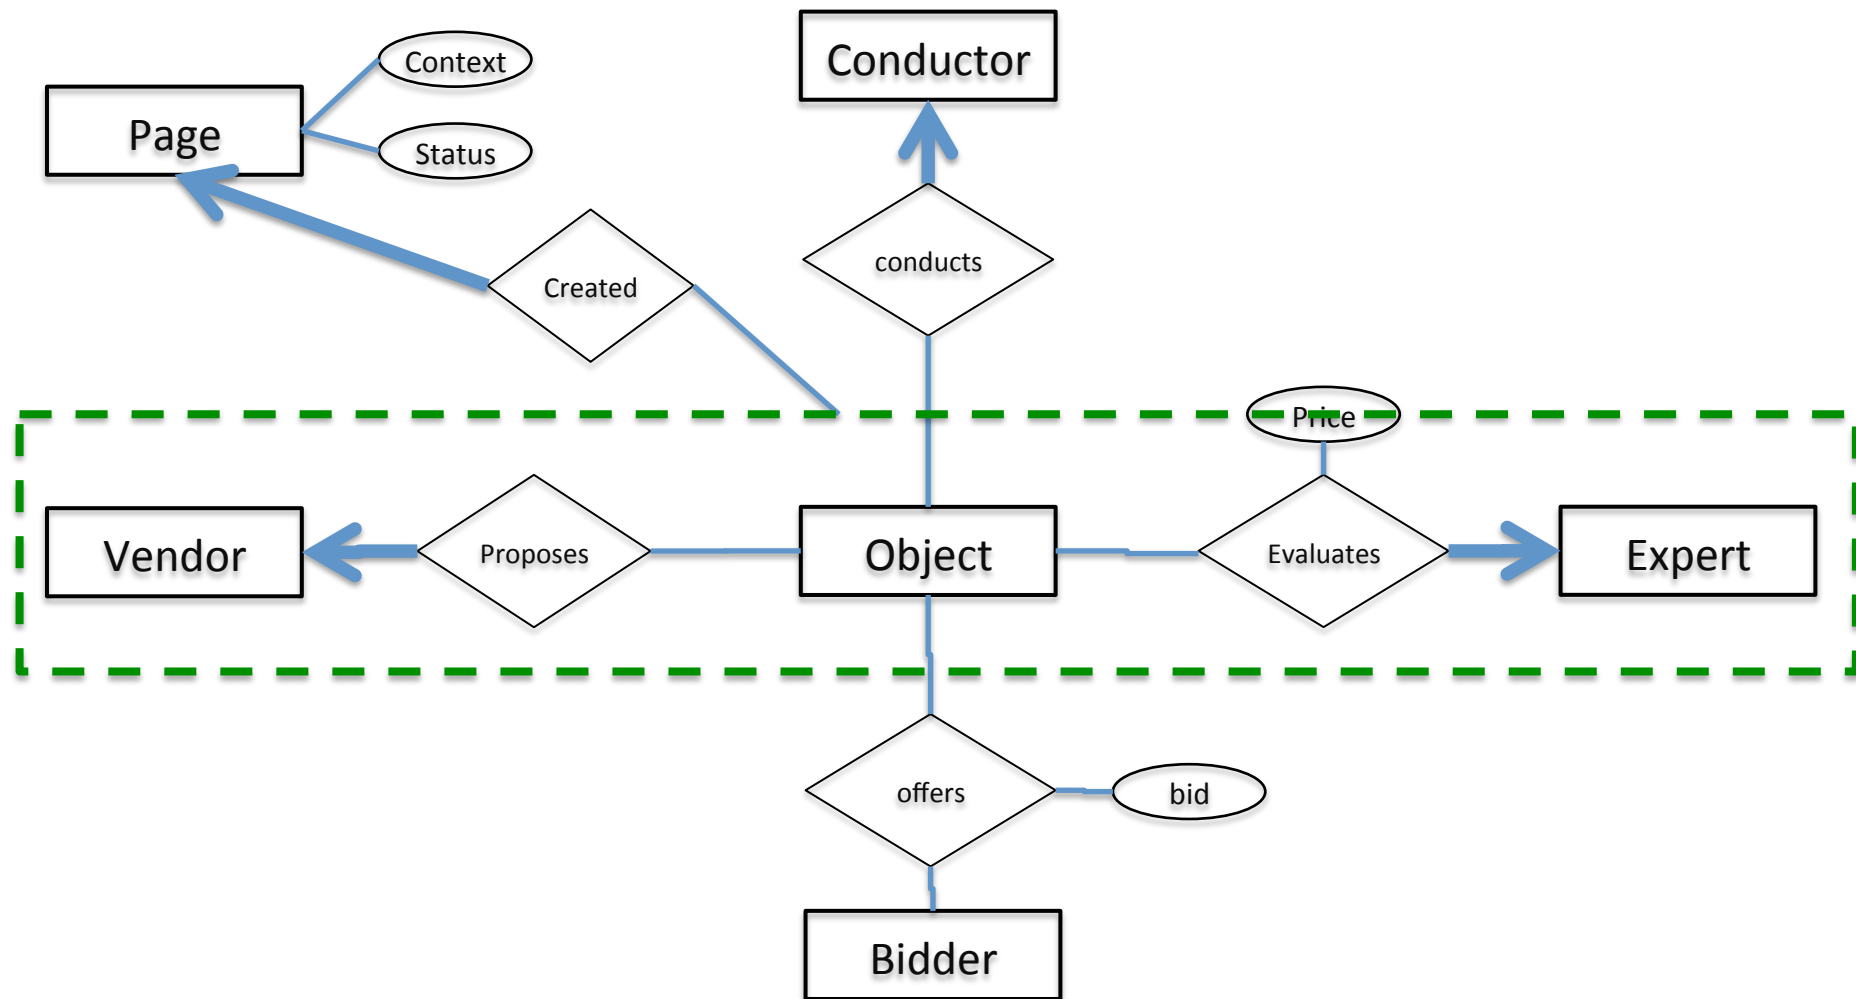 Conductor
Context
Page
Status
conducts
Created
Price
Vendor
Proposes
Object
Evaluates
Expert
offers
bid
Bidder